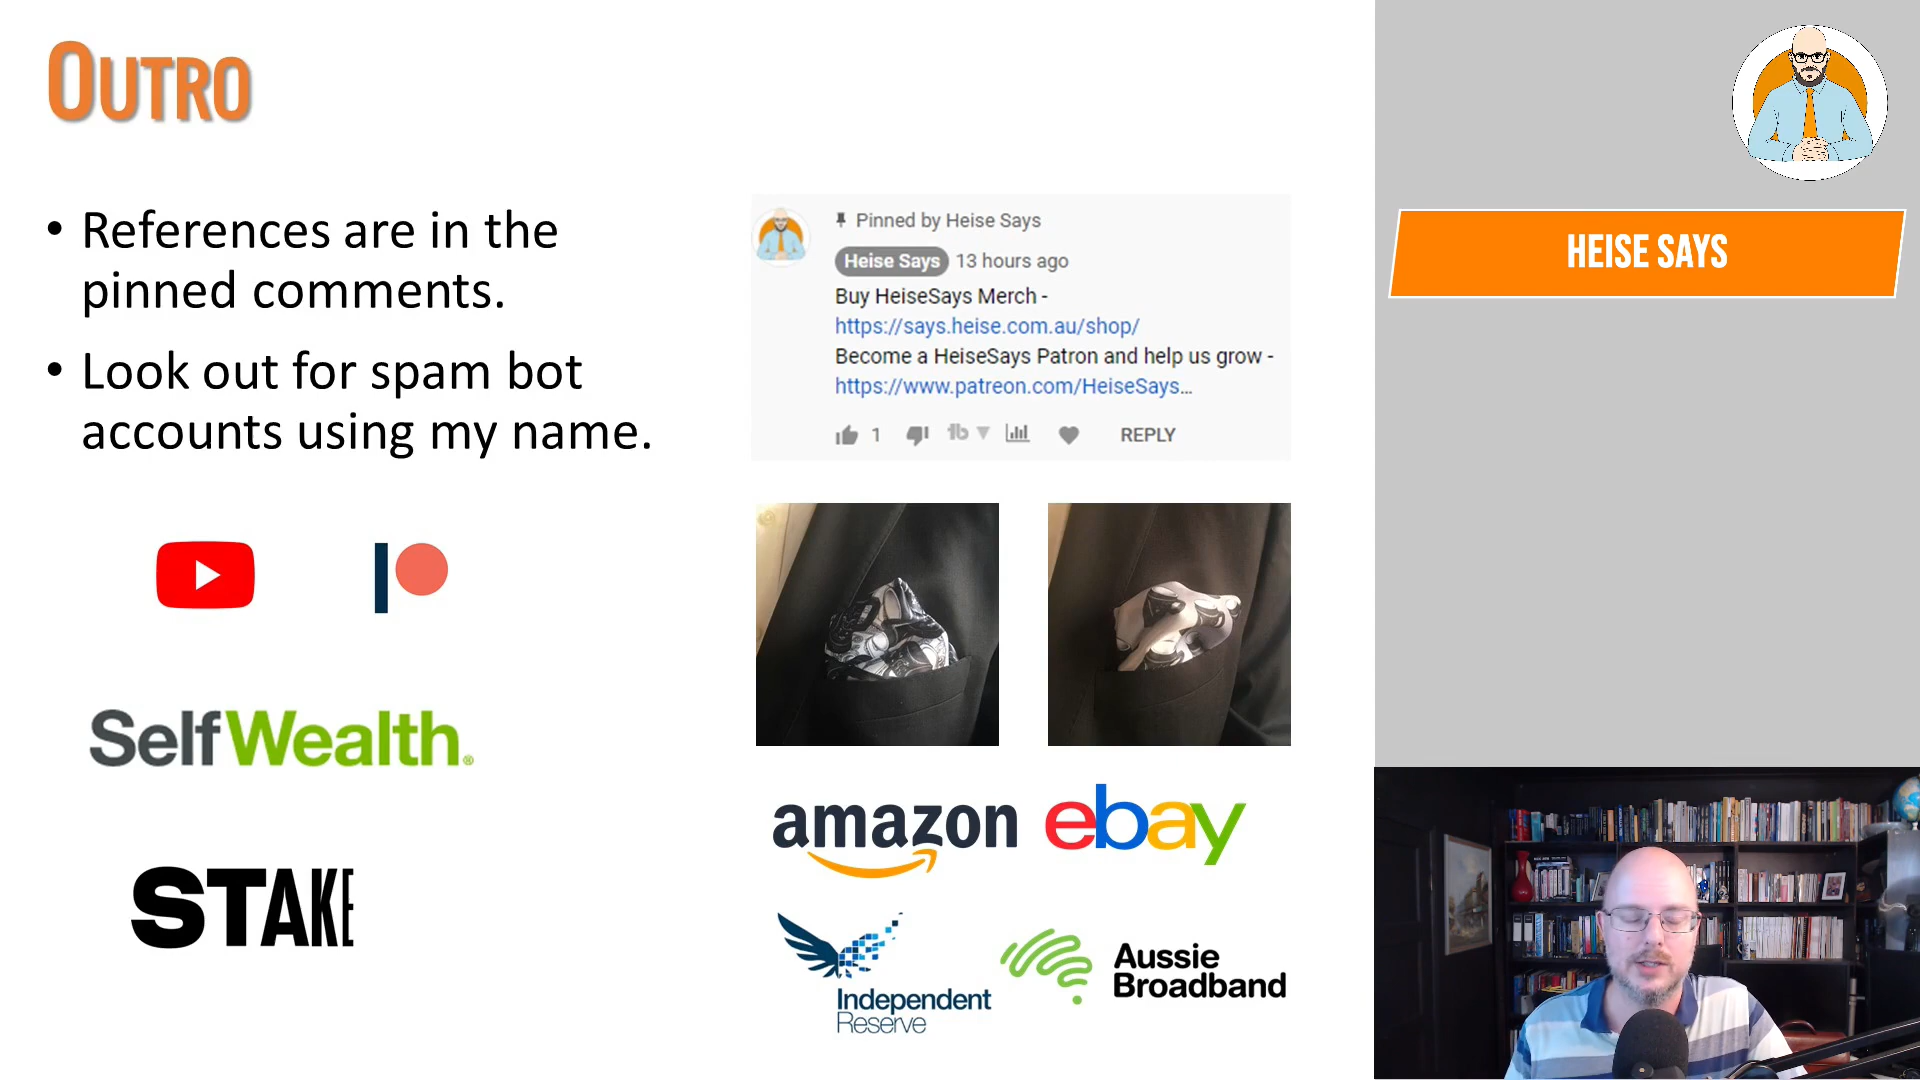 OUTRO
• References are in the
pinned comments.
• Look out for spam bot
accounts using my name.
SelfWealth®
STAKE
Pinned by Heise Says
Heise Says 13 hours ago
Buy HeiseSays Merch -
https://says.heise.com.au/shop/
Become a HeiseSays Patron and help us grow -
https://www.patreon.com/HeiseSays...
1 REPLY
amazon ebay
Independent
Reserve
Aussie
Broadband
HEISE SAYS